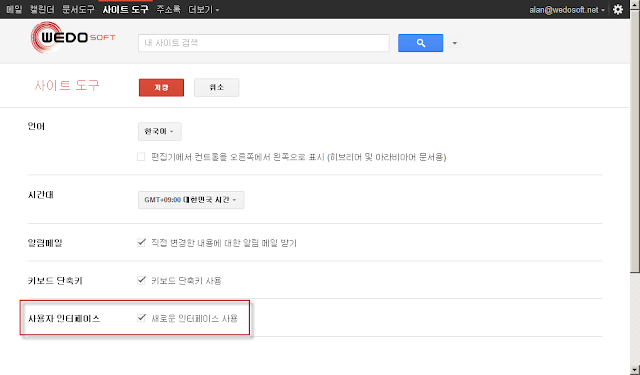 메일 캘린더 문서도구 사이트 도구 주소록 더보기 alan@wedosoft.net
WEDO SOFT 내 사이트 검색
사이트 도구 저장 취소
언어 한국어
편집기에서 컨트롤을 오른쪽에서 왼쪽으로 표시 (히브리어 및 아라비아어 문서용)
시간대 GMT+09:00 대한민국 시간
알림메일 직접 변경한 내용에 대한 알림 메일 받기
키보드 단축키 키보드 단축키 사용
사용자 인터페이스 새로운 인터페이스 사용